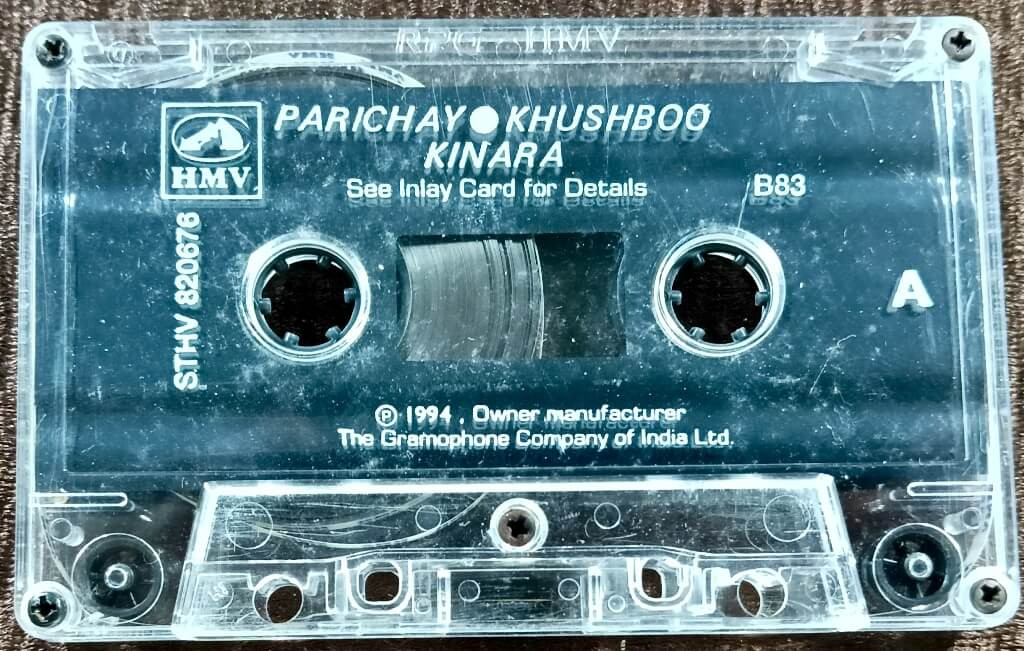 RPG HMV
PARICHAY ● KHUSHBOO
KINARA
HMV
See Inlay Card for Details
B83
STHV 820676
A
℗ 1994 . Owner manufacturer
The Gramophone Company of India Ltd.